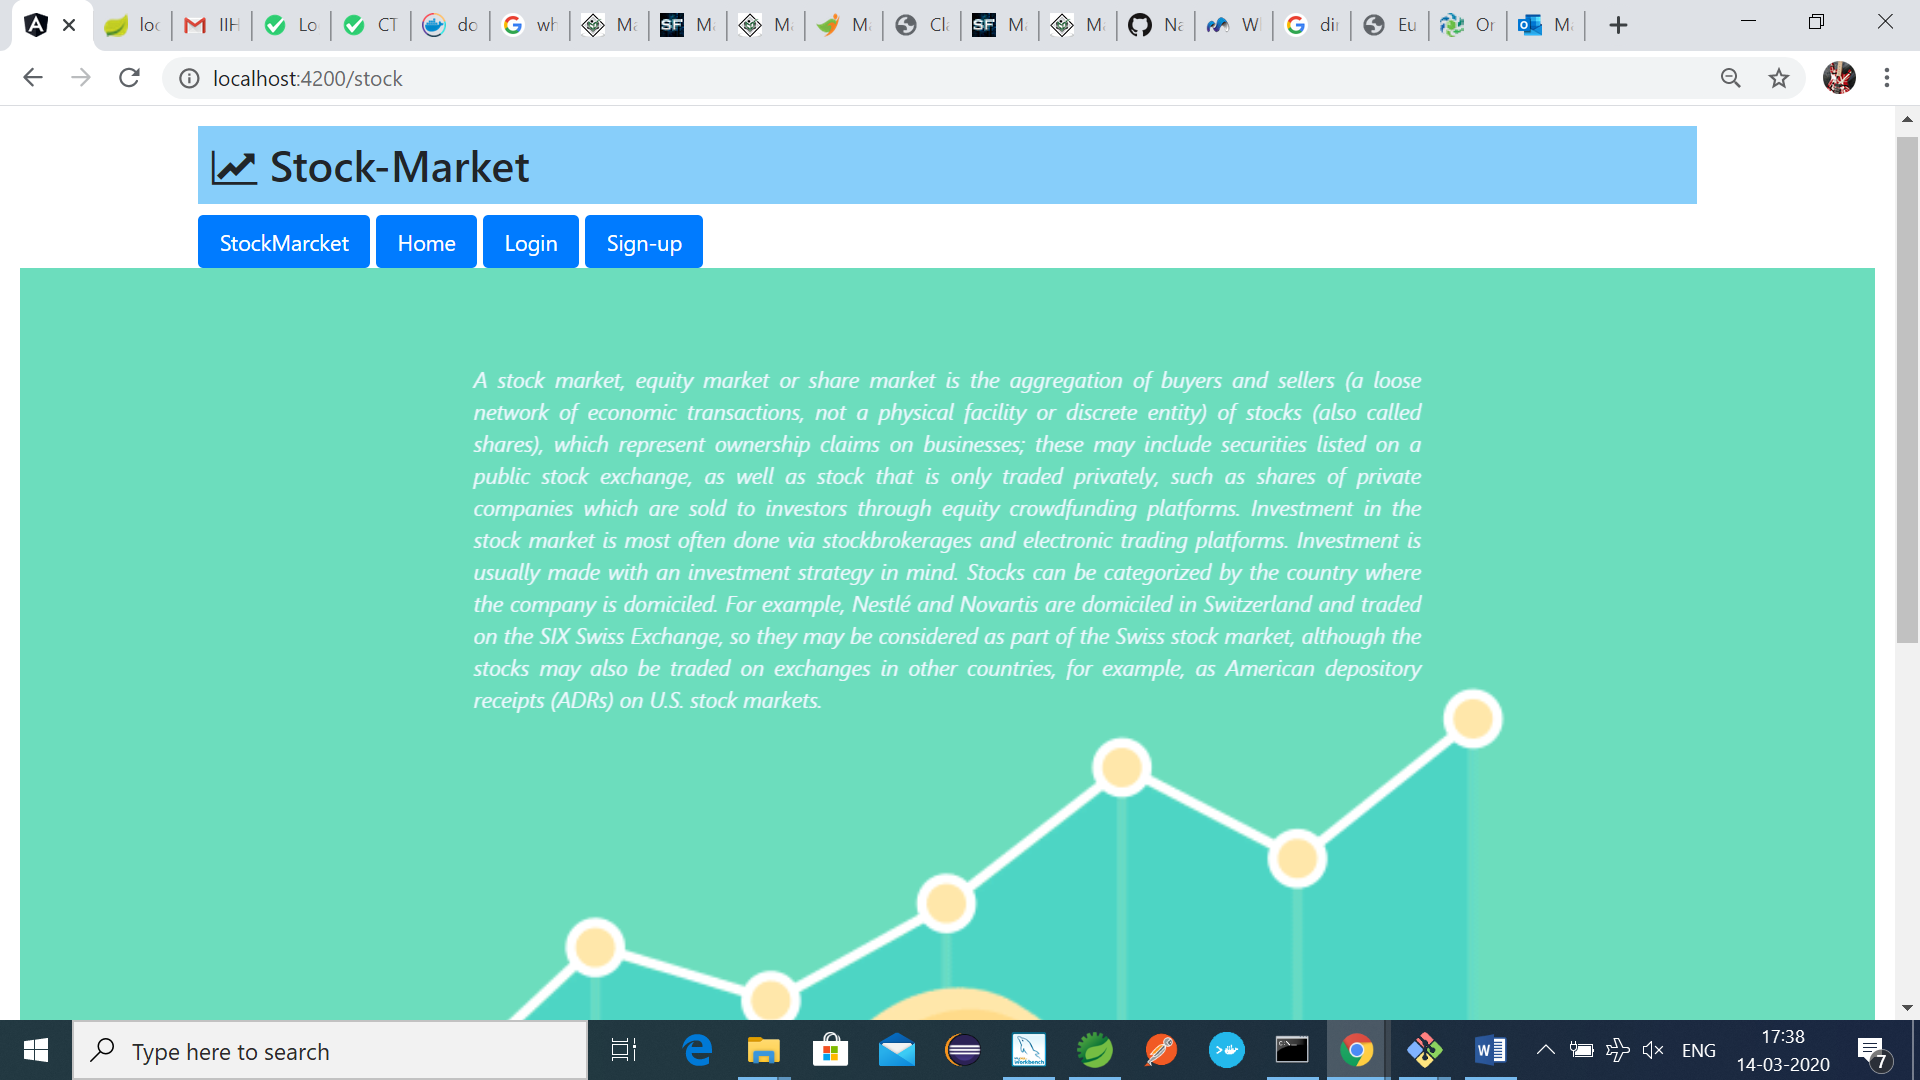 loc
IIH
Lo
CT
do
wh
Ma
SF
Ma
Ma
Ma
Cla
SF
Ma
Ma
Na
W
dir
Eu
Or
Ma
localhost:4200/stock
Stock-Market
StockMarcket Home Login Sign-up
A stock market, equity market or share market is the aggregation of buyers and sellers (a loose
network of economic transactions, not a physical facility or discrete entity) of stocks (also called
shares), which represent ownership claims on businesses; these may include securities listed on a
public stock exchange, as well as stock that is only traded privately, such as shares of private
companies which are sold to investors through equity crowdfunding platforms. Investment in the
stock market is most often done via stockbrokerages and electronic trading platforms. Investment is
usually made with an investment strategy in mind. Stocks can be categorized by the country where
the company is domiciled. For example, Nestlé and Novartis are domiciled in Switzerland and traded
on the SIX Swiss Exchange, so they may be considered as part of the Swiss stock market, although the
stocks may also be traded on exchanges in other countries, for example, as American depository
receipts (ADRs) on U.S. stock markets.
Type here to search
ENG
17:38
14-03-2020
7